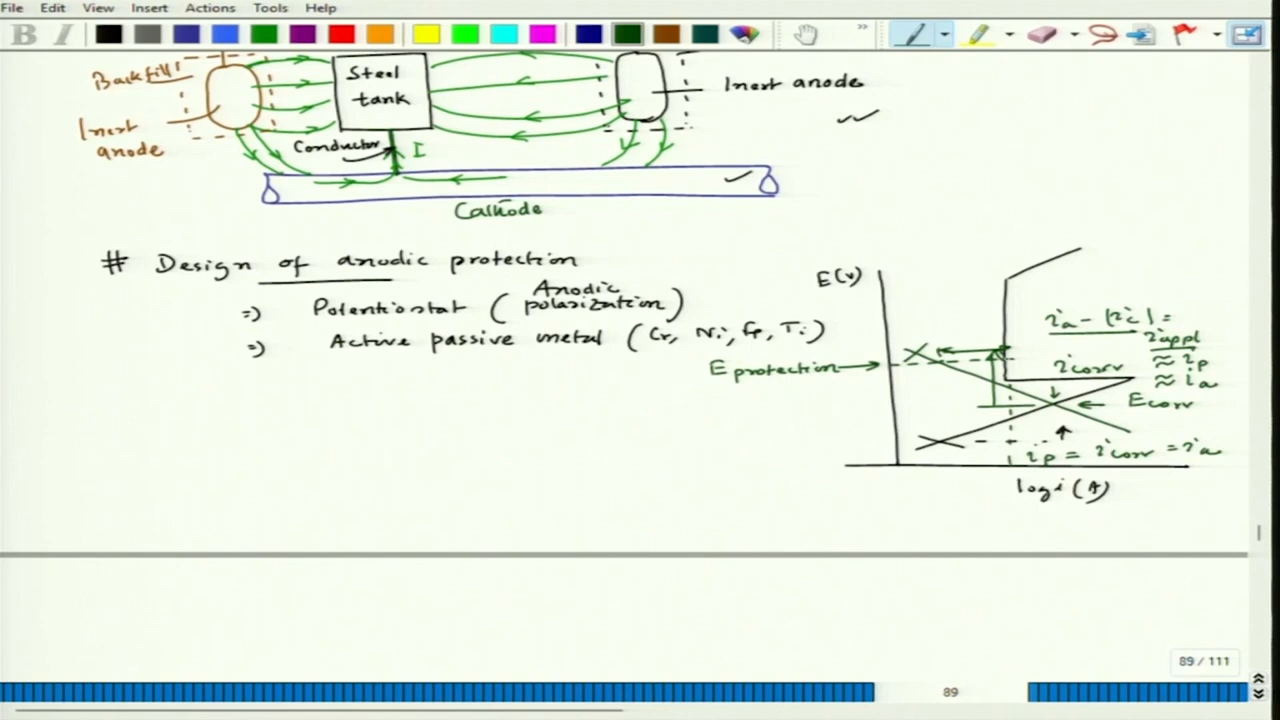 File Edit View Insert Actions Tools Help
B I
Backfill
Inert anode
Steel tank
Inert anode
Conductor
I
Cathode
# Design of anodic protection
=) Potentiostat (Anodic polarization)
=) Active passive metal (Cr, Ni, Fe, Ti)
E(V)
E protection
ia - |ic| =
iappl
≈ ip
≈ ia
icorr
Ecorr
ip = icorr = ia
log i (A)
89 / 111
89